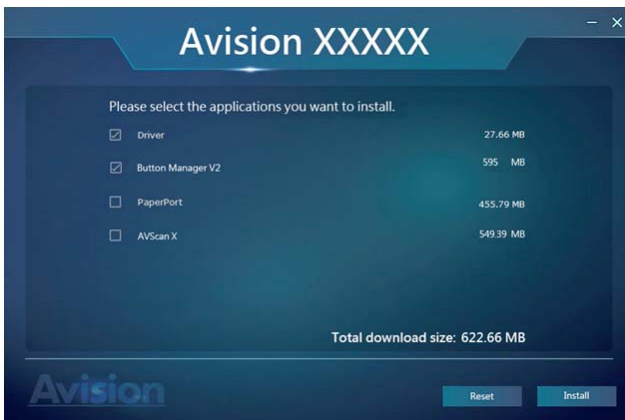 Avision XXXXX
Please select the applications you want to install.
Driver 27.66 MB
Button Manager V2 595 MB
PaperPort 455.79 MB
AVScan X 549.39 MB
Total download size: 622.66 MB
Avision
Reset Install